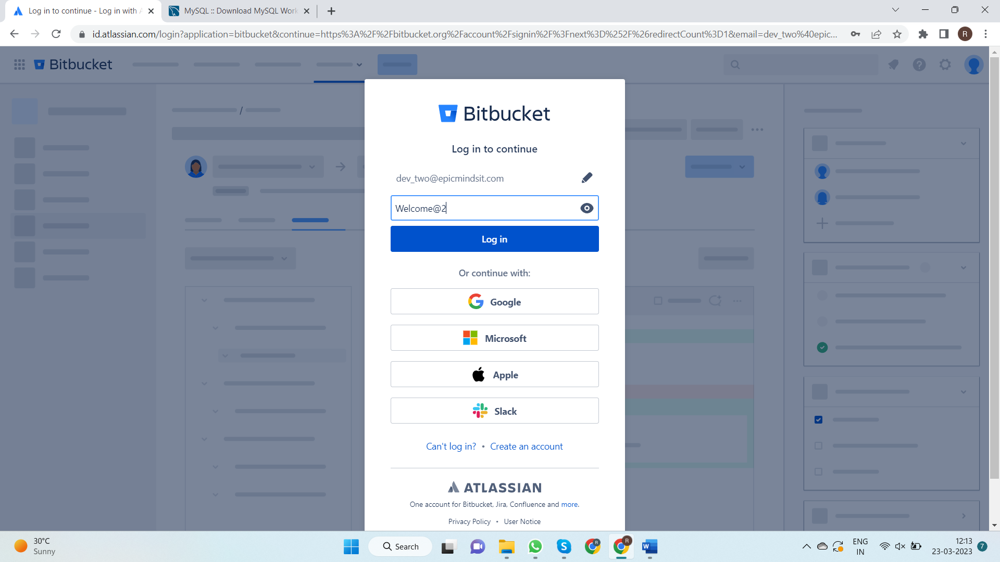 Log in to continue - Log in with A
MySQL :: Download MySQL Work
id.atlassian.com/login?application=bitbucket&continue=https%3A%2F%2Fbitbucket.org%2Faccount%2Fsignin%2F%3Fnext%3D%252F%26redirectCount%3D1&email=dev_two%40epic...
R
Bitbucket
/
Bitbucket
Log in to continue
dev_two@epicmindsit.com
Welcome@2
Log in
Or continue with:
Google
Microsoft
Apple
Slack
Can't log in? • Create an account
ATLASSIAN
One account for Bitbucket, Jira, Confluence and more.
Privacy Policy • User Notice
30°C
Sunny
Search
R
R
ENG
IN
12:13
23-03-2023
7